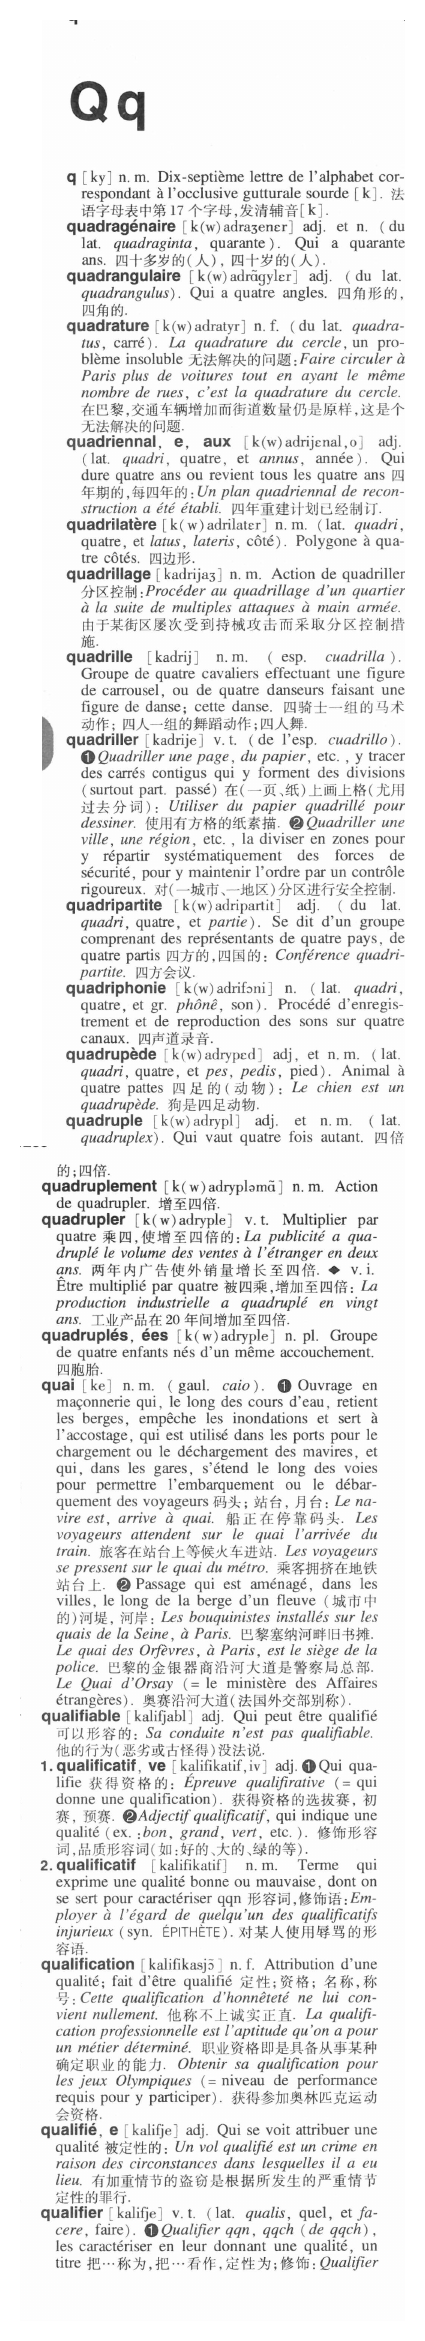 Qq
q [ky] n. m. Dix-septième lettre de l'alphabet cor-
respondant à l'occlusive gutturale sourde [k]. 法
语字母表中第 17 个字母,发清辅音[k].
quadragénaire [k(w)adraʒenɛr] adj. et n. (du
lat. quadraginta, quarante). Qui a quarante
ans. 四十多岁的(人), 四十岁的(人).
quadrangulaire [k(w)adrɑ̃gylɛr] adj. (du lat.
quadrangulus). Qui a quatre angles. 四角形的,
四角的.
quadrature [k(w)adratyr] n. f. (du lat. quadra-
tus, carré). La quadrature du cercle, un pro-
blème insoluble 无法解决的问题:Faire circuler à
Paris plus de voitures tout en ayant le même
nombre de rues, c'est la quadrature du cercle.
在巴黎,交通车辆增加而街道数量仍是原样,这是个
无法解决的问题.
quadriennal, e, aux [k(w)adrijɛnal,o] adj.
(lat. quadri, quatre, et annus, année). Qui
dure quatre ans ou revient tous les quatre ans 四
年期的,每四年的:Un plan quadriennal de recon-
struction a été établi. 四年重建计划已经制订.
quadrilatère [k(w)adrilatɛr] n. m. (lat. quadri,
quatre, et latus, lateris, côté). Polygone à qua-
tre côtés. 四边形.
quadrillage [kadrijaʒ] n. m. Action de quadriller
分区控制:Procéder au quadrillage d'un quartier
à la suite de multiples attaques à main armée.
由于某街区屡次受到持械攻击而采取分区控制措
施.
quadrille [kadrij] n. m. (esp. cuadrilla).
Groupe de quatre cavaliers effectuant une figure
de carrousel, ou de quatre danseurs faisant une
figure de danse; cette danse. 四骑士一组的马术
动作; 四人一组的舞蹈动作;四人舞.
quadriller [kadrije] v. t. (de l'esp. cuadrillo).
❶Quadriller une page, du papier, etc., y tracer
des carrés contigus qui y forment des divisions
(surtout part. passé) 在(一页、纸)上画上格(尤用
过去分词): Utiliser du papier quadrillé pour
dessiner. 使用有方格的纸素描. ❷Quadriller une
ville, une région, etc., la diviser en zones pour
y répartir systématiquement des forces de
sécurité, pour y maintenir l'ordre par un contrôle
rigoureux. 对(一城市、一地区)分区进行安全控制.
quadripartite [k(w)adripartit] adj. (du lat.
quadri, quatre, et partie). Se dit d'un groupe
comprenant des représentants de quatre pays, de
quatre partis 四方的,四国的: Conférence quadri-
partite. 四方会议.
quadriphonie [k(w)adrifɔni] n. (lat. quadri,
quatre, et gr. phônê, son). Procédé d'enregis-
trement et de reproduction des sons sur quatre
canaux. 四声道录音.
quadrupède [k(w)adrypɛd] adj, et n. m. (lat.
quadri, quatre, et pes, pedis, pied). Animal à
quatre pattes 四足的(动物): Le chien est un
quadrupède. 狗是四足动物.
quadruple [k(w)adrypl] adj. et n. m. (lat.
quadruplex). Qui vaut quatre fois autant. 四倍
的;四倍.
quadruplement [k(w)adryplɔmɑ̃] n. m. Action
de quadrupler. 增至四倍.
quadrupler [k(w)adryple] v. t. Multiplier par
quatre 乘四,使增至四倍的:La publicité a qua-
druplé le volume des ventes à l'étranger en deux
ans. 两年内广告使外销量增长至四倍. ◆ v. i.
Être multiplié par quatre 被四乘,增加至四倍: La
production industrielle a quadruplé en vingt
ans. 工业产品在 20 年间增加至四倍.
quadruplés, ées [k(w)adryple] n. pl. Groupe
de quatre enfants nés d'un même accouchement.
四胞胎.
quai [ke] n. m. (gaul. caio). ❶ Ouvrage en
maçonnerie qui, le long des cours d'eau, retient
les berges, empêche les inondations et sert à
l'accostage, qui est utilisé dans les ports pour le
chargement ou le déchargement des mavires, et
qui, dans les gares, s'étend le long des voies
pour permettre l'embarquement ou le débar-
quement des voyageurs 码头; 站台, 月台: Le na-
vire est, arrive à quai. 船正在停靠码头. Les
voyageurs attendent sur le quai l'arrivée du
train. 旅客在站台上等候火车进站. Les voyageurs
se pressent sur le quai du métro. 乘客拥挤在地铁
站台上. ❷ Passage qui est aménagé, dans les
villes, le long de la berge d'un fleuve (城市中
的)河堤, 河岸: Les bouquinistes installés sur les
quais de la Seine, à Paris. 巴黎塞纳河畔旧书摊.
Le quai des Orfèvres, à Paris, est le siège de la
police. 巴黎的金银器商沿河大道是警察局总部.
Le Quai d'Orsay (= le ministère des Affaires
étrangères). 奥赛沿河大道(法国外交部别称).
qualifiable [kalifjabl] adj. Qui peut être qualifié
可以形容的: Sa conduite n'est pas qualifiable.
他的行为(恶劣或古怪得)没法说.
1. qualificatif, ve [kalifikatif,iv] adj. ❶Qui qua-
lifie 获得资格的: Épreuve qualifirative (= qui
donne une qualification). 获得资格的选拔赛, 初
赛, 预赛. ❷Adjectif qualificatif, qui indique une
qualité (ex. :bon, grand, vert, etc.). 修饰形容
词,品质形容词(如:好的、大的、绿的等).
2. qualificatif [kalifikatif] n. m. Terme qui
exprime une qualité bonne ou mauvaise, dont on
se sert pour caractériser qqn 形容词,修饰语:Em-
ployer à l'égard de quelqu'un des qualificatifs
injurieux (syn. ÉPITHÈTE). 对某人使用辱骂的形
容语.
qualification [kalifikasjɔ̃] n. f. Attribution d'une
qualité; fait d'être qualifié 定性;资格; 名称,称
号: Cette qualification d'honnêteté ne lui con-
vient nullement. 他称不上诚实正直. La qualifi-
cation professionnelle est l'aptitude qu'on a pour
un métier déterminé. 职业资格即是具备从事某种
确定职业的能力. Obtenir sa qualification pour
les jeux Olympiques (= niveau de performance
requis pour y participer). 获得参加奥林匹克运动
会资格.
qualifié, e [kalifje] adj. Qui se voit attribuer une
qualité 被定性的: Un vol qualifié est un crime en
raison des circonstances dans lesquelles il a eu
lieu. 有加重情节的盗窃是根据所发生的严重情节
定性的罪行.
qualifier [kalifje] v. t. (lat. qualis, quel, et fa-
cere, faire). ❶Qualifier qqn, qqch (de qqch),
les caractériser en leur donnant une qualité, un
titre 把…称为,把…看作,定性为;修饰:Qualifier